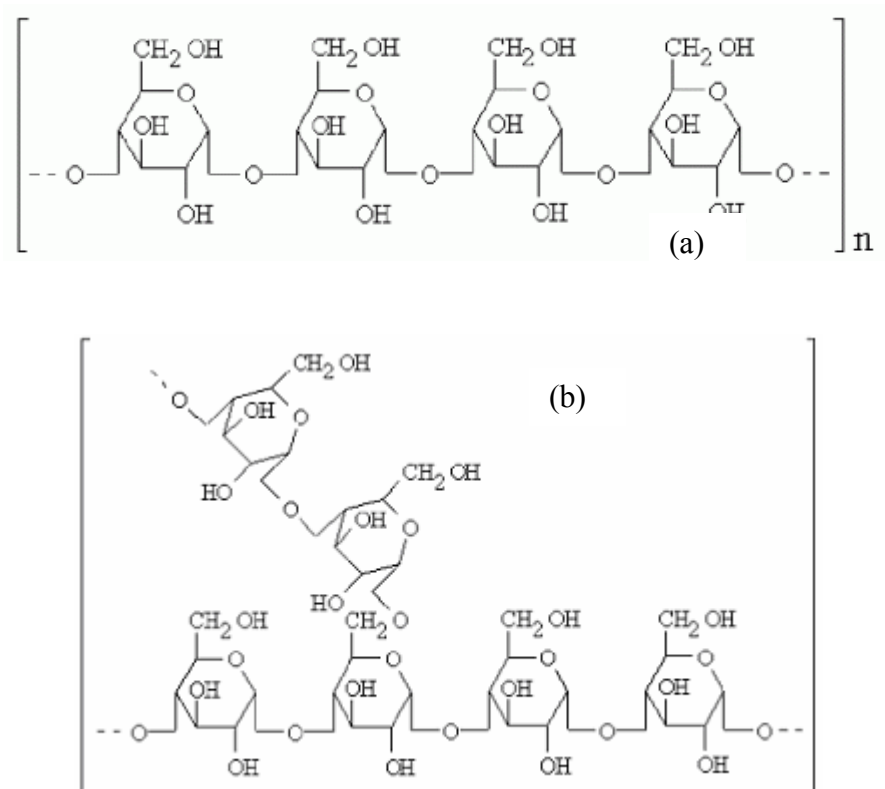 CH2 OH CH2 OH CH2 OH CH2 OH
O O O O
OH OH OH OH
O O O O O
OH OH OH OH
(a)
n
CH2 OH
(b)
O
OH O
CH2 OH
HO
O
OH O
HO
CH2 OH CH2 O CH2 OH CH2 OH
O O O O
OH OH OH OH
O O O O O
OH OH OH OH